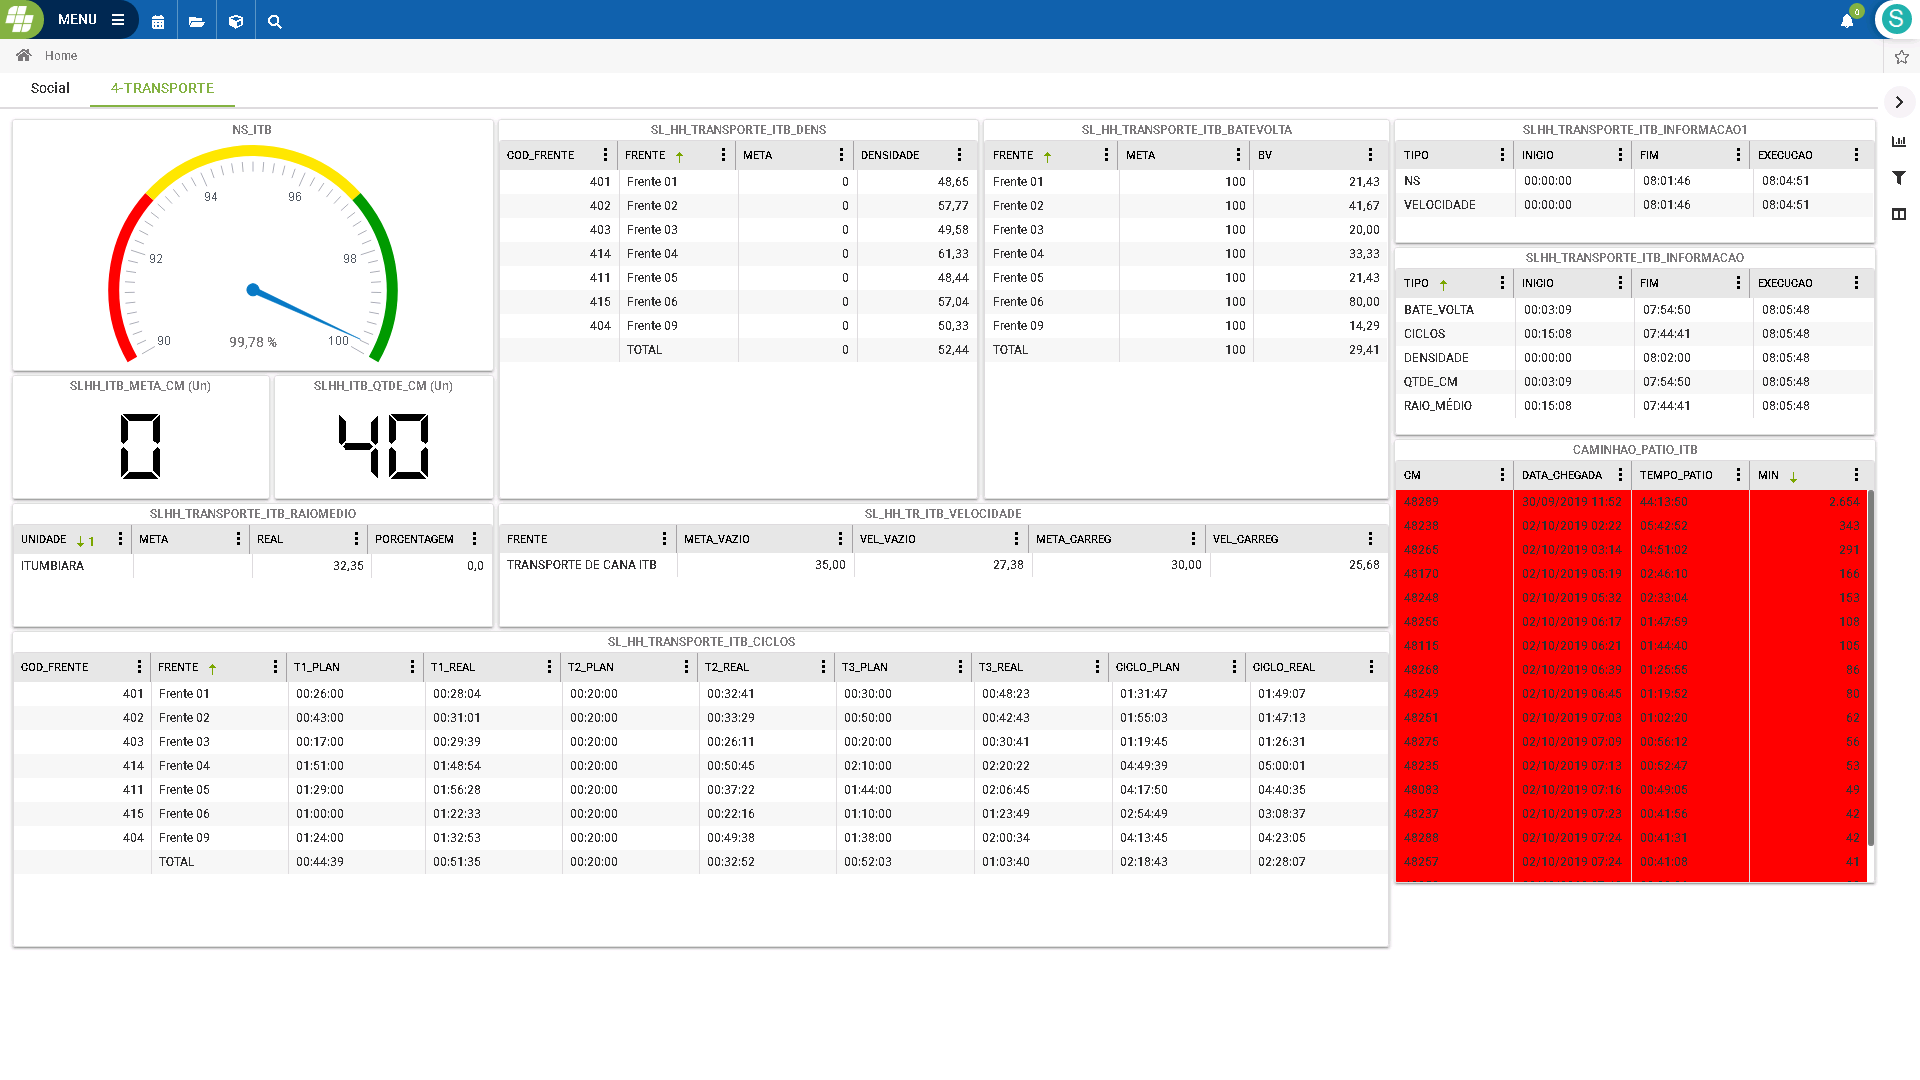 MENU
0
S
Home
Social
4-TRANSPORTE
NS_ITB
94
96
92
98
90
99,78 %
100
SLHH_ITB_META_CM (Un)
0
SLHH_ITB_QTDE_CM (Un)
40
SL_HH_TRANSPORTE_ITB_DENS
COD_FRENTE FRENTE META DENSIDADE
401 Frente 01 0 48,65
402 Frente 02 0 57,77
403 Frente 03 0 49,58
414 Frente 04 0 61,33
411 Frente 05 0 48,44
415 Frente 06 0 57,04
404 Frente 09 0 50,33
TOTAL 0 52,44
SL_HH_TRANSPORTE_ITB_BATEVOLTA
FRENTE META BV
Frente 01 100 21,43
Frente 02 100 41,67
Frente 03 100 20,00
Frente 04 100 33,33
Frente 05 100 21,43
Frente 06 100 80,00
Frente 09 100 14,29
TOTAL 100 29,41
SLHH_TRANSPORTE_ITB_INFORMACAO1
TIPO INICIO FIM EXECUCAO
NS 00:00:00 08:01:46 08:04:51
VELOCIDADE 00:00:00 08:01:46 08:04:51
SLHH_TRANSPORTE_ITB_INFORMACAO
TIPO INICIO FIM EXECUCAO
BATE_VOLTA 00:03:09 07:54:50 08:05:48
CICLOS 00:15:08 07:44:41 08:05:48
DENSIDADE 00:00:00 08:02:00 08:05:48
QTDE_CM 00:03:09 07:54:50 08:05:48
RAIO_MÉDIO 00:15:08 07:44:41 08:05:48
CAMINHAO_PATIO_ITB
CM DATA_CHEGADA TEMPO_PATIO MIN
48289 30/09/2019 11:52 44:13:50 2.654
48238 02/10/2019 02:22 05:42:52 343
48265 02/10/2019 03:14 04:51:02 291
48170 02/10/2019 05:19 02:46:10 166
48248 02/10/2019 05:32 02:33:04 153
48255 02/10/2019 06:17 01:47:59 108
48115 02/10/2019 06:21 01:44:40 105
48268 02/10/2019 06:39 01:25:55 86
48249 02/10/2019 06:45 01:19:52 80
48251 02/10/2019 07:03 01:02:20 62
48275 02/10/2019 07:09 00:56:12 56
48235 02/10/2019 07:13 00:52:47 53
48083 02/10/2019 07:16 00:49:05 49
48237 02/10/2019 07:23 00:41:56 42
48288 02/10/2019 07:24 00:41:31 42
48257 02/10/2019 07:24 00:41:08 41
SLHH_TRANSPORTE_ITB_RAIOMEDIO
UNIDADE 1 META REAL PORCENTAGEM
ITUMBIARA 32,35 0,0
SL_HH_TR_ITB_VELOCIDADE
FRENTE META_VAZIO VEL_VAZIO META_CARREG VEL_CARREG
TRANSPORTE DE CANA ITB 35,00 27,38 30,00 25,68
SL_HH_TRANSPORTE_ITB_CICLOS
COD_FRENTE FRENTE T1_PLAN T1_REAL T2_PLAN T2_REAL T3_PLAN T3_REAL CICLO_PLAN CICLO_REAL
401 Frente 01 00:26:00 00:28:04 00:20:00 00:32:41 00:30:00 00:48:23 01:31:47 01:49:07
402 Frente 02 00:43:00 00:31:01 00:20:00 00:33:29 00:50:00 00:42:43 01:55:03 01:47:13
403 Frente 03 00:17:00 00:29:39 00:20:00 00:26:11 00:20:00 00:30:41 01:19:45 01:26:31
414 Frente 04 01:51:00 01:48:54 00:20:00 00:50:45 02:10:00 02:20:22 04:49:39 05:00:01
411 Frente 05 01:29:00 01:56:28 00:20:00 00:37:22 01:44:00 02:06:45 04:17:50 04:40:35
415 Frente 06 01:00:00 01:22:33 00:20:00 00:22:16 01:10:00 01:23:49 02:54:49 03:08:37
404 Frente 09 01:24:00 01:32:53 00:20:00 00:49:38 01:38:00 02:00:34 04:13:45 04:23:05
TOTAL 00:44:39 00:51:35 00:20:00 00:32:52 00:52:03 01:03:40 02:18:43 02:28:07